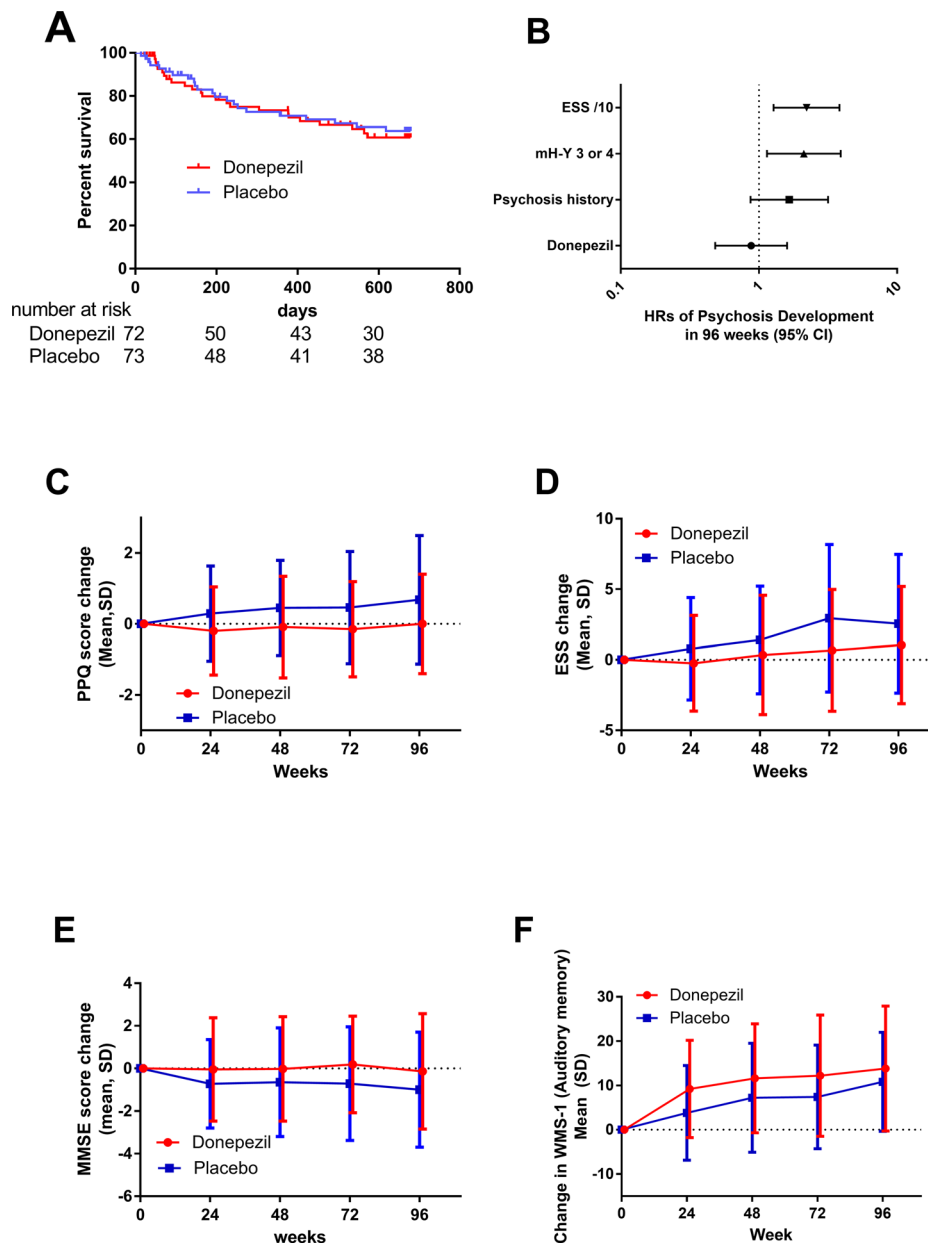 A
Percent survival
100
80
60
40
20
0
Donepezil
Placebo
0 200 400 600 800
days
number at risk
Donepezil 72 50 43 30
Placebo 73 48 41 38
B
ESS /10
mH-Y 3 or 4
Psychosis history
Donepezil
0.1 1 10
HRs of Psychosis Development
in 96 weeks (95% CI)
C
PPQ score change
(Mean,SD)
2
0
-2
Donepezil
Placebo
0 24 48 72 96
Weeks
D
ESS change
(Mean, SD)
10
5
0
-5
Donepezil
Placebo
0 24 48 72 96
Weeks
E
MMSE score change
(mean, SD)
4
2
0
-2
-4
-6
Donepezil
Placebo
0 24 48 72 96
weeks
F
Change in WMS-1 (Auditory memory)
Mean (SD)
30
20
10
0
-10
Donepezil
Placebo
0 24 48 72 96
Week